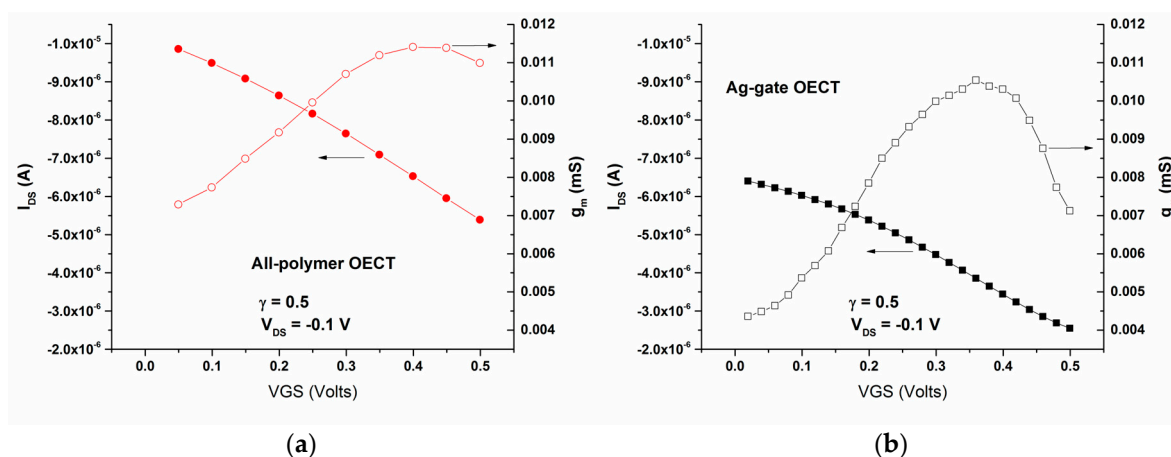 -1.0x10⁻⁵
-9.0x10⁻⁶
-8.0x10⁻⁶
-7.0x10⁻⁶
-6.0x10⁻⁶
-5.0x10⁻⁶
-4.0x10⁻⁶
-3.0x10⁻⁶
-2.0x10⁻⁶
I_DS (A)
0.0 0.1 0.2 0.3 0.4 0.5
VGS (Volts)
0.012
0.011
0.010
0.009
0.008
0.007
0.006
0.005
0.004
g_m (mS)
All-polymer OECT
γ = 0.5
V_DS = -0.1 V
(a)
-1.0x10⁻⁵
-9.0x10⁻⁶
-8.0x10⁻⁶
-7.0x10⁻⁶
-6.0x10⁻⁶
-5.0x10⁻⁶
-4.0x10⁻⁶
-3.0x10⁻⁶
-2.0x10⁻⁶
I_DS (A)
0.0 0.1 0.2 0.3 0.4 0.5
VGS (Volts)
0.012
0.011
0.010
0.009
0.008
0.007
0.006
0.005
0.004
g (mS)
Ag-gate OECT
γ = 0.5
V_DS = -0.1 V
(b)